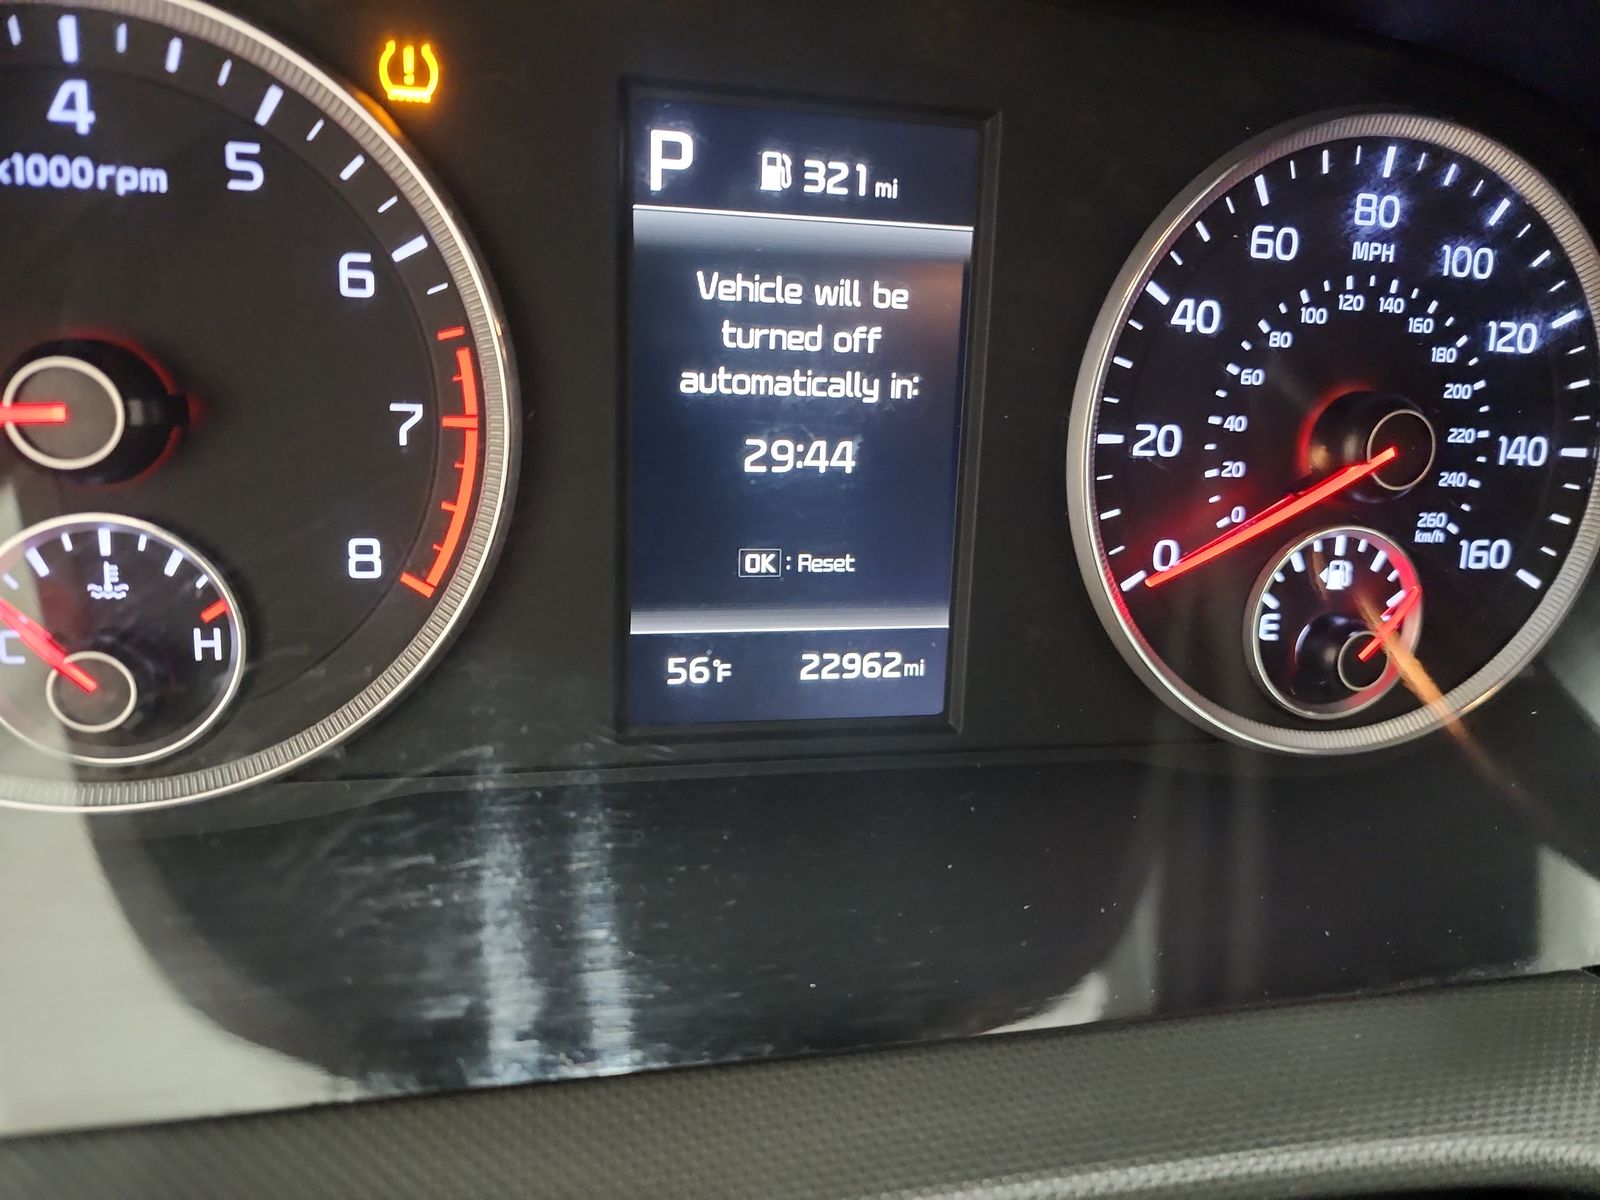 4
x1000rpm
5
6
7
8
C
H
P
321 mi
Vehicle will be
turned off
automatically in:
29:44
OK : Reset
56°F
22962 mi
0
20
40
60
80
100
120
140
160
MPH
0
20
40
60
80
100
120
140
160
180
200
220
240
260
km/h
E